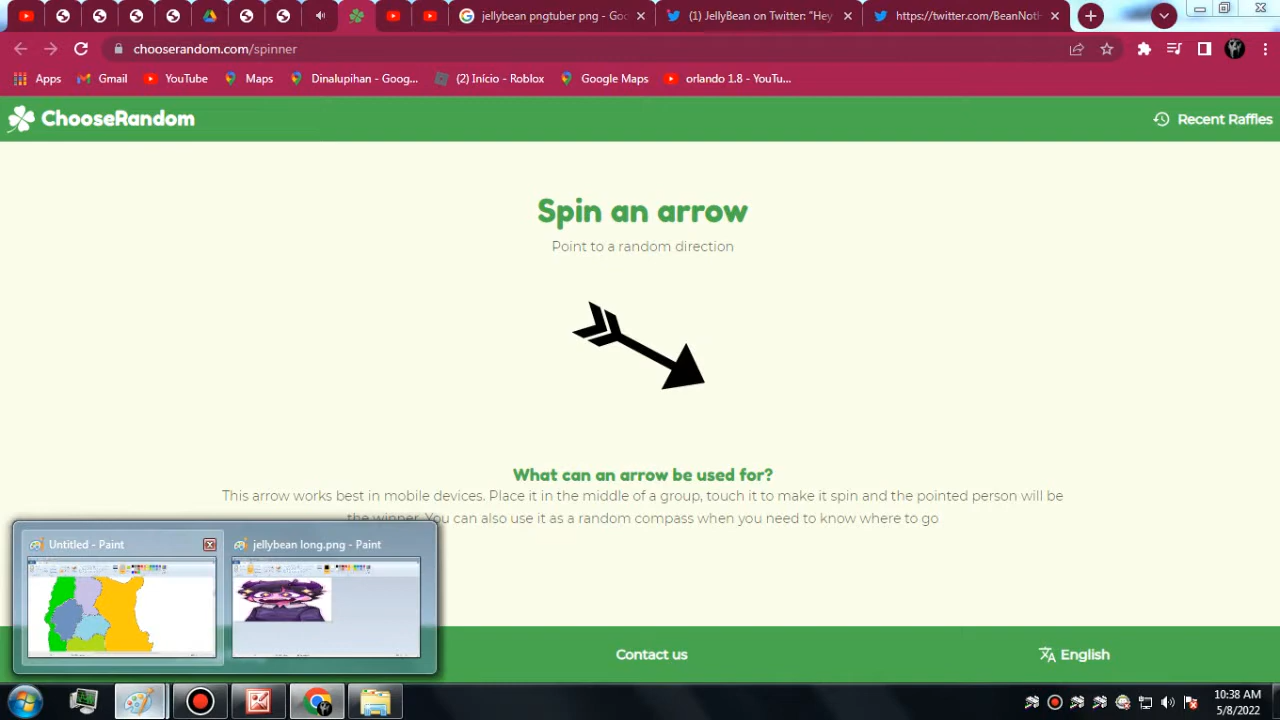 jellybean pngtuber png - Goo
(1) JellyBean on Twitter: "Hey
https://twitter.com/BeanNotH
chooserandom.com/spinner
Apps
Gmail
YouTube
Maps
Dinalupihan - Goog...
(2) Início - Roblox
Google Maps
orlando 1.8 - YouTu...
ChooseRandom
Recent Raffles
Spin an arrow
Point to a random direction
What can an arrow be used for?
This arrow works best in mobile devices. Place it in the middle of a group, touch it to make it spin and the pointed person will be
the winner. You can also use it as a random compass when you need to know where to go
Untitled - Paint
jellybean long.png - Paint
Contact us
English
10:38 AM
5/8/2022